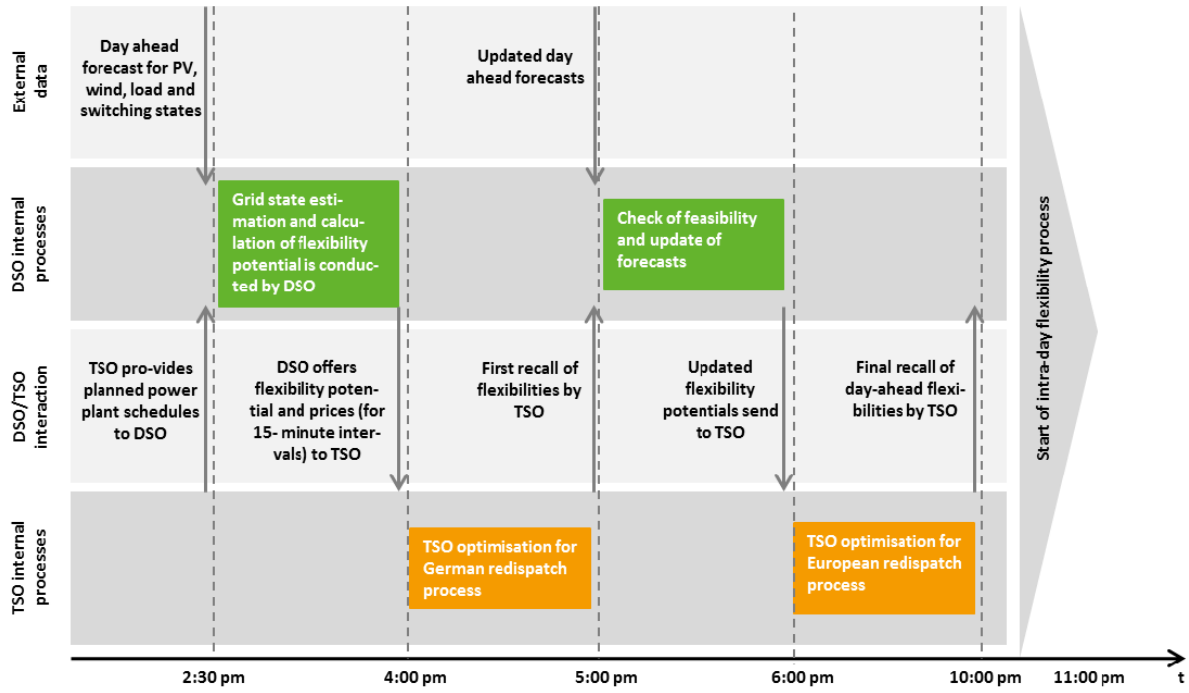 External
data
Day ahead
forecast for PV,
wind, load and
switching states
Updated day
ahead forecasts
DSO internal
processes
Grid state esti-
mation and calcu-
lation of flexibility
potential is conduc-
ted by DSO
Check of feasibility
and update of
forecasts
DSO/TSO
interaction
TSO pro-vides
planned power
plant schedules
to DSO
DSO offers
flexibility poten-
tial and prices (for
15- minute inter-
vals) to TSO
First recall of
flexibilities by
TSO
Updated
flexibility
potentials send
to TSO
Final recall of
day-ahead flexi-
bilities by TSO
TSO internal
processes
TSO optimisation for
German redispatch
process
TSO optimisation for
European redispatch
process
Start of intra-day flexibility process
2:30 pm
4:00 pm
5:00 pm
6:00 pm
10:00 pm
11:00 pm
t